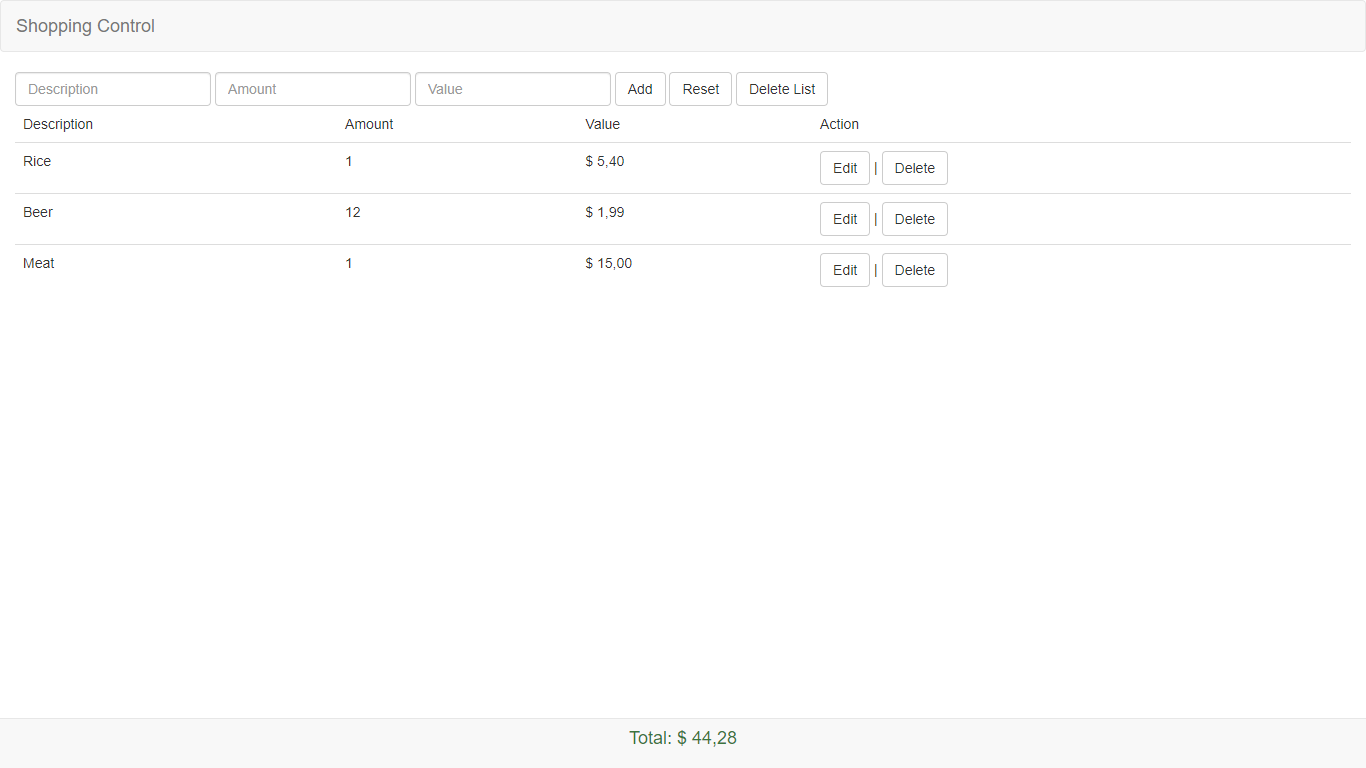 Shopping Control
Description Amount Value Add Reset Delete List
Description Amount Value Action
Rice 1 $ 5,40 Edit | Delete
Beer 12 $ 1,99 Edit | Delete
Meat 1 $ 15,00 Edit | Delete
Total: $ 44,28